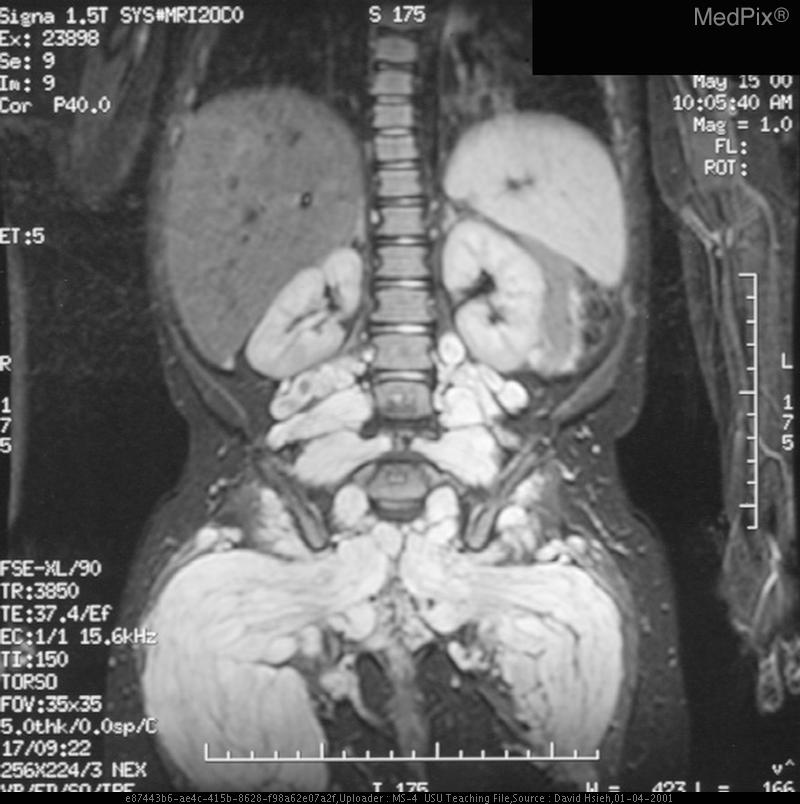 Signa 1.5T SYS#MRI20C0
Ex: 23898
Se: 9
Im: 9
Cor P40.0
S 175
MedPix®
May 15 00
10:05:40 AM
Mag = 1.0
FL:
ROT:
ET:5
R
1
7
5
L
1
7
5
FSE-XL/90
TR:3850
TE:37.4/Ef
EC:1/1 15.6kHz
TI:150
TORSO
FOV:35x35
5.0thk/0.0sp/C
17/09:22
256X224/3 NEX
I 175
W = 423 L = 166
v^
e87443b6-ae4c-415b-8628-f98a62e07a2f,Uploader : MS-4 USU Teaching File,Source : David Hsieh,01-04-2001